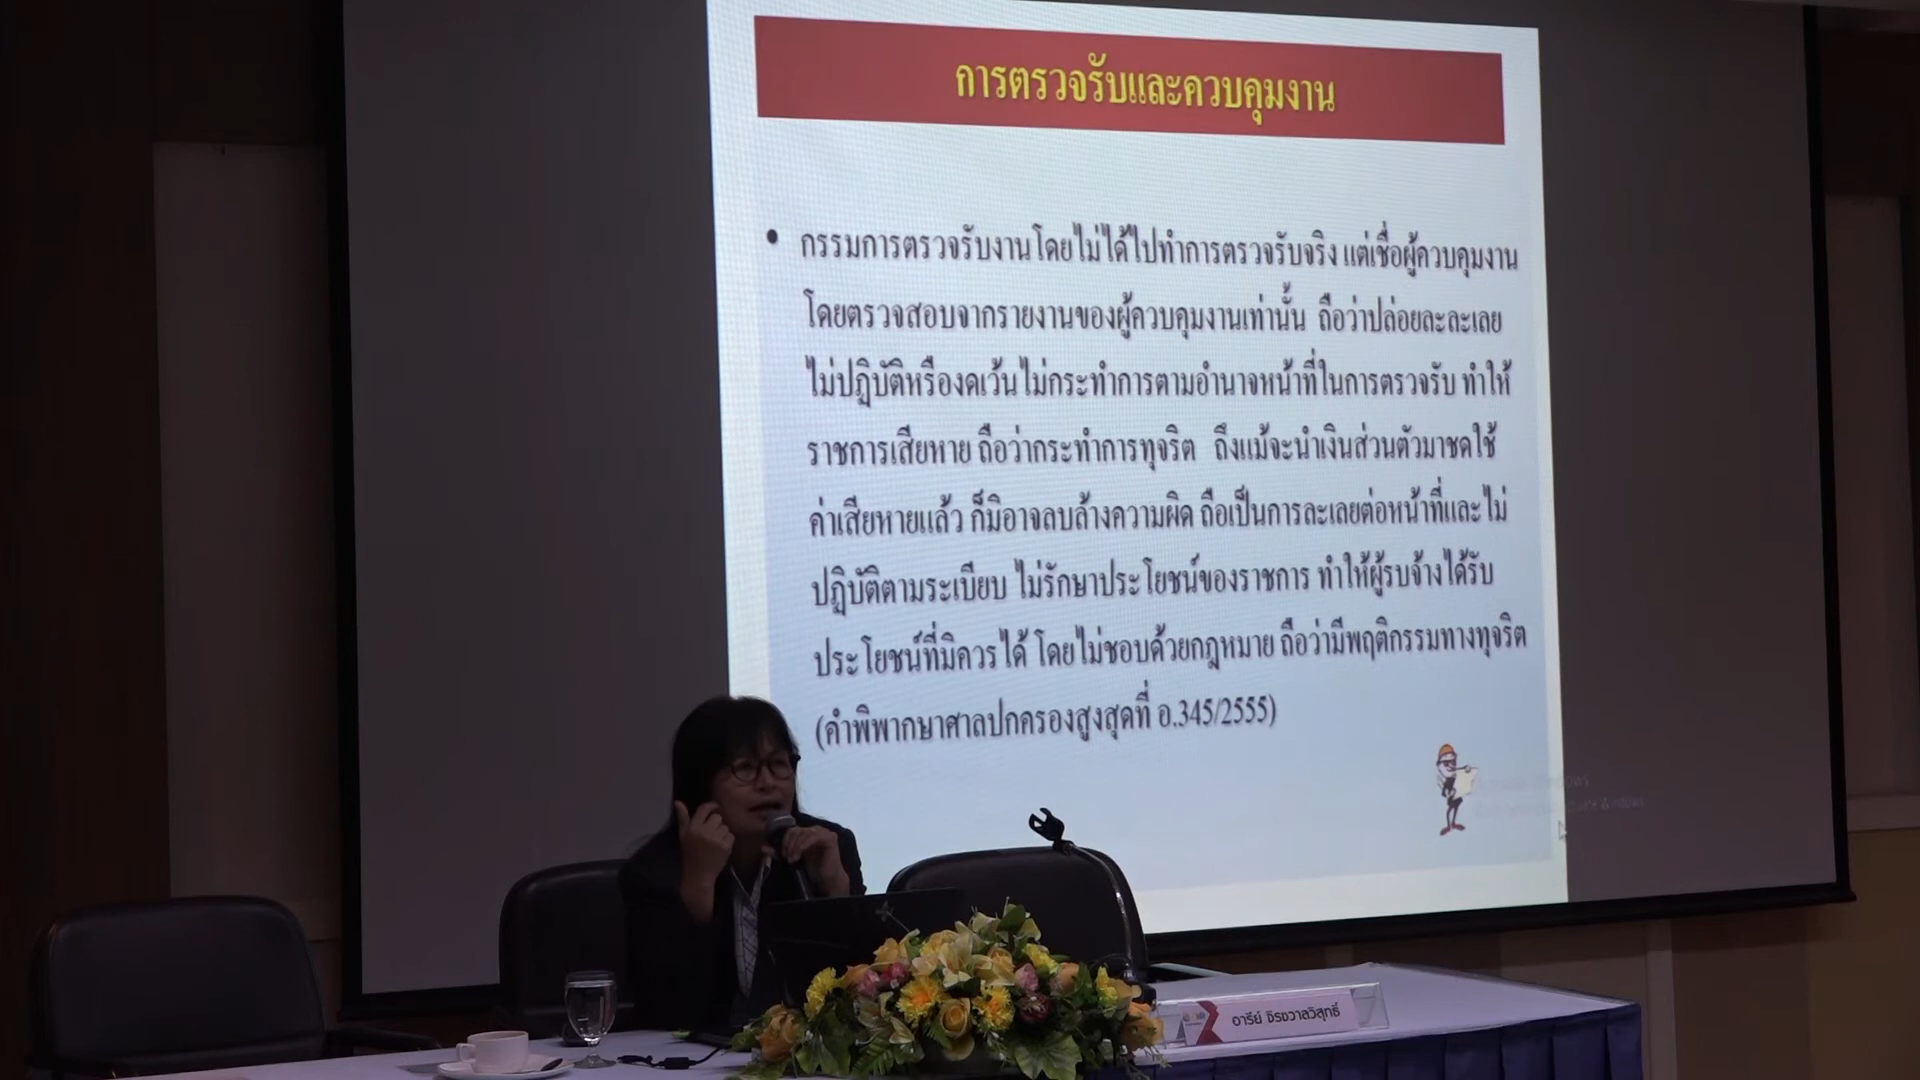 การตรวจรับและควบคุมงาน
• กรรมการตรวจรับงานโดยไม่ได้ไปทำการตรวจรับจริง แต่เชื่อผู้ควบคุมงาน
โดยตรวจสอบจากรายงานของผู้ควบคุมงานเท่านั้น ถือว่าปล่อยละละเลย
ไม่ปฏิบัติหรืองดเว้นไม่กระทำการตามอำนาจหน้าที่ในการตรวจรับ ทำให้
ราชการเสียหาย ถือว่ากระทำการทุจริต ถึงแม้จะนำเงินส่วนตัวมาชดใช้
ค่าเสียหายแล้ว ก็มิอาจลบล้างความผิด ถือเป็นการละเลยต่อหน้าที่และไม่
ปฏิบัติตามระเบียบ ไม่รักษาประโยชน์ของราชการ ทำให้ผู้รบจ้างได้รับ
ประโยชน์ที่มิควรได้ โดยไม่ชอบด้วยกฎหมาย ถือว่ามีพฤติกรรมทางทุจริต
(คำพิพากษาศาลปกครองสูงสุดที่ อ.345/2555)
อารีย์ จิรชวาลวิสุทธิ์